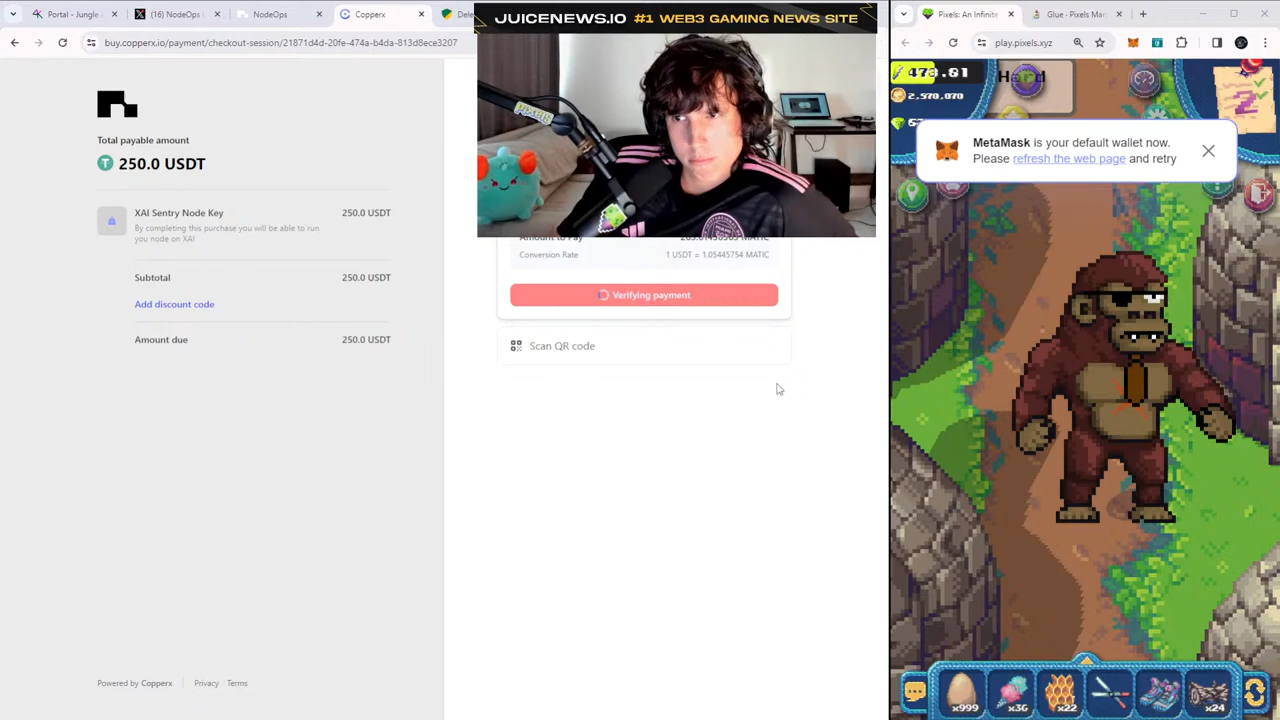 x - Jungle
NodeOps
NodeOps
Copperx
buy.copperx.io/payment/checkout-session/21871d4d-20fc-474a-b4da-813d8ece3207
JUICENEWS.IO #1 WEB3 GAMING NEWS SITE
Total payable amount
250.0 USDT
XAI Sentry Node Key 250.0 USDT
By completing this purchase you will be able to run
you node on XAI
Subtotal 250.0 USDT
Add discount code
Amount due 250.0 USDT
Amount to Pay
Conversion Rate 1 USDT = 1.05445754 MATIC
Verifying payment
Scan QR code
Powered by Copperx
Terms
Pixels: An Infinite
Glue - Pixels Mar
play.pixels.xyz
473.81
2,970,070
MetaMask is your default wallet now.
Please refresh the web page and retry
x999
x36
x22
x24